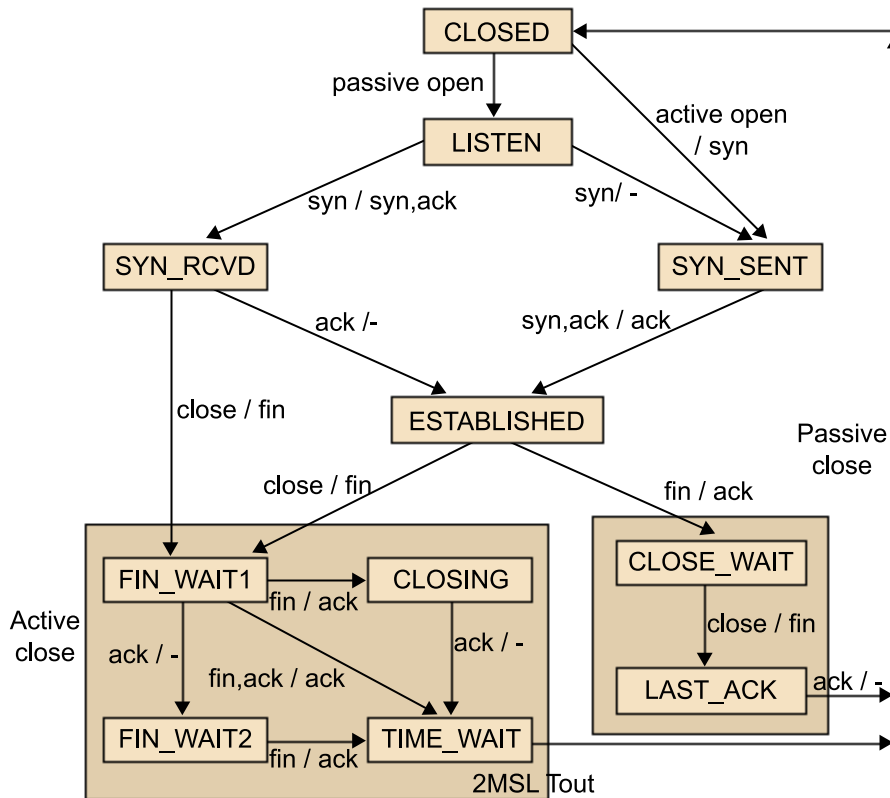 CLOSED
passive open
active open
/ syn
LISTEN
syn / syn,ack
syn/ -
SYN_RCVD
SYN_SENT
ack /-
syn,ack / ack
close / fin
ESTABLISHED
Passive
close
close / fin
fin / ack
FIN_WAIT1
CLOSING
CLOSE_WAIT
fin / ack
Active
close
ack / -
fin,ack / ack
ack / -
close / fin
LAST_ACK
ack / -
FIN_WAIT2
TIME_WAIT
fin / ack
2MSL Tout